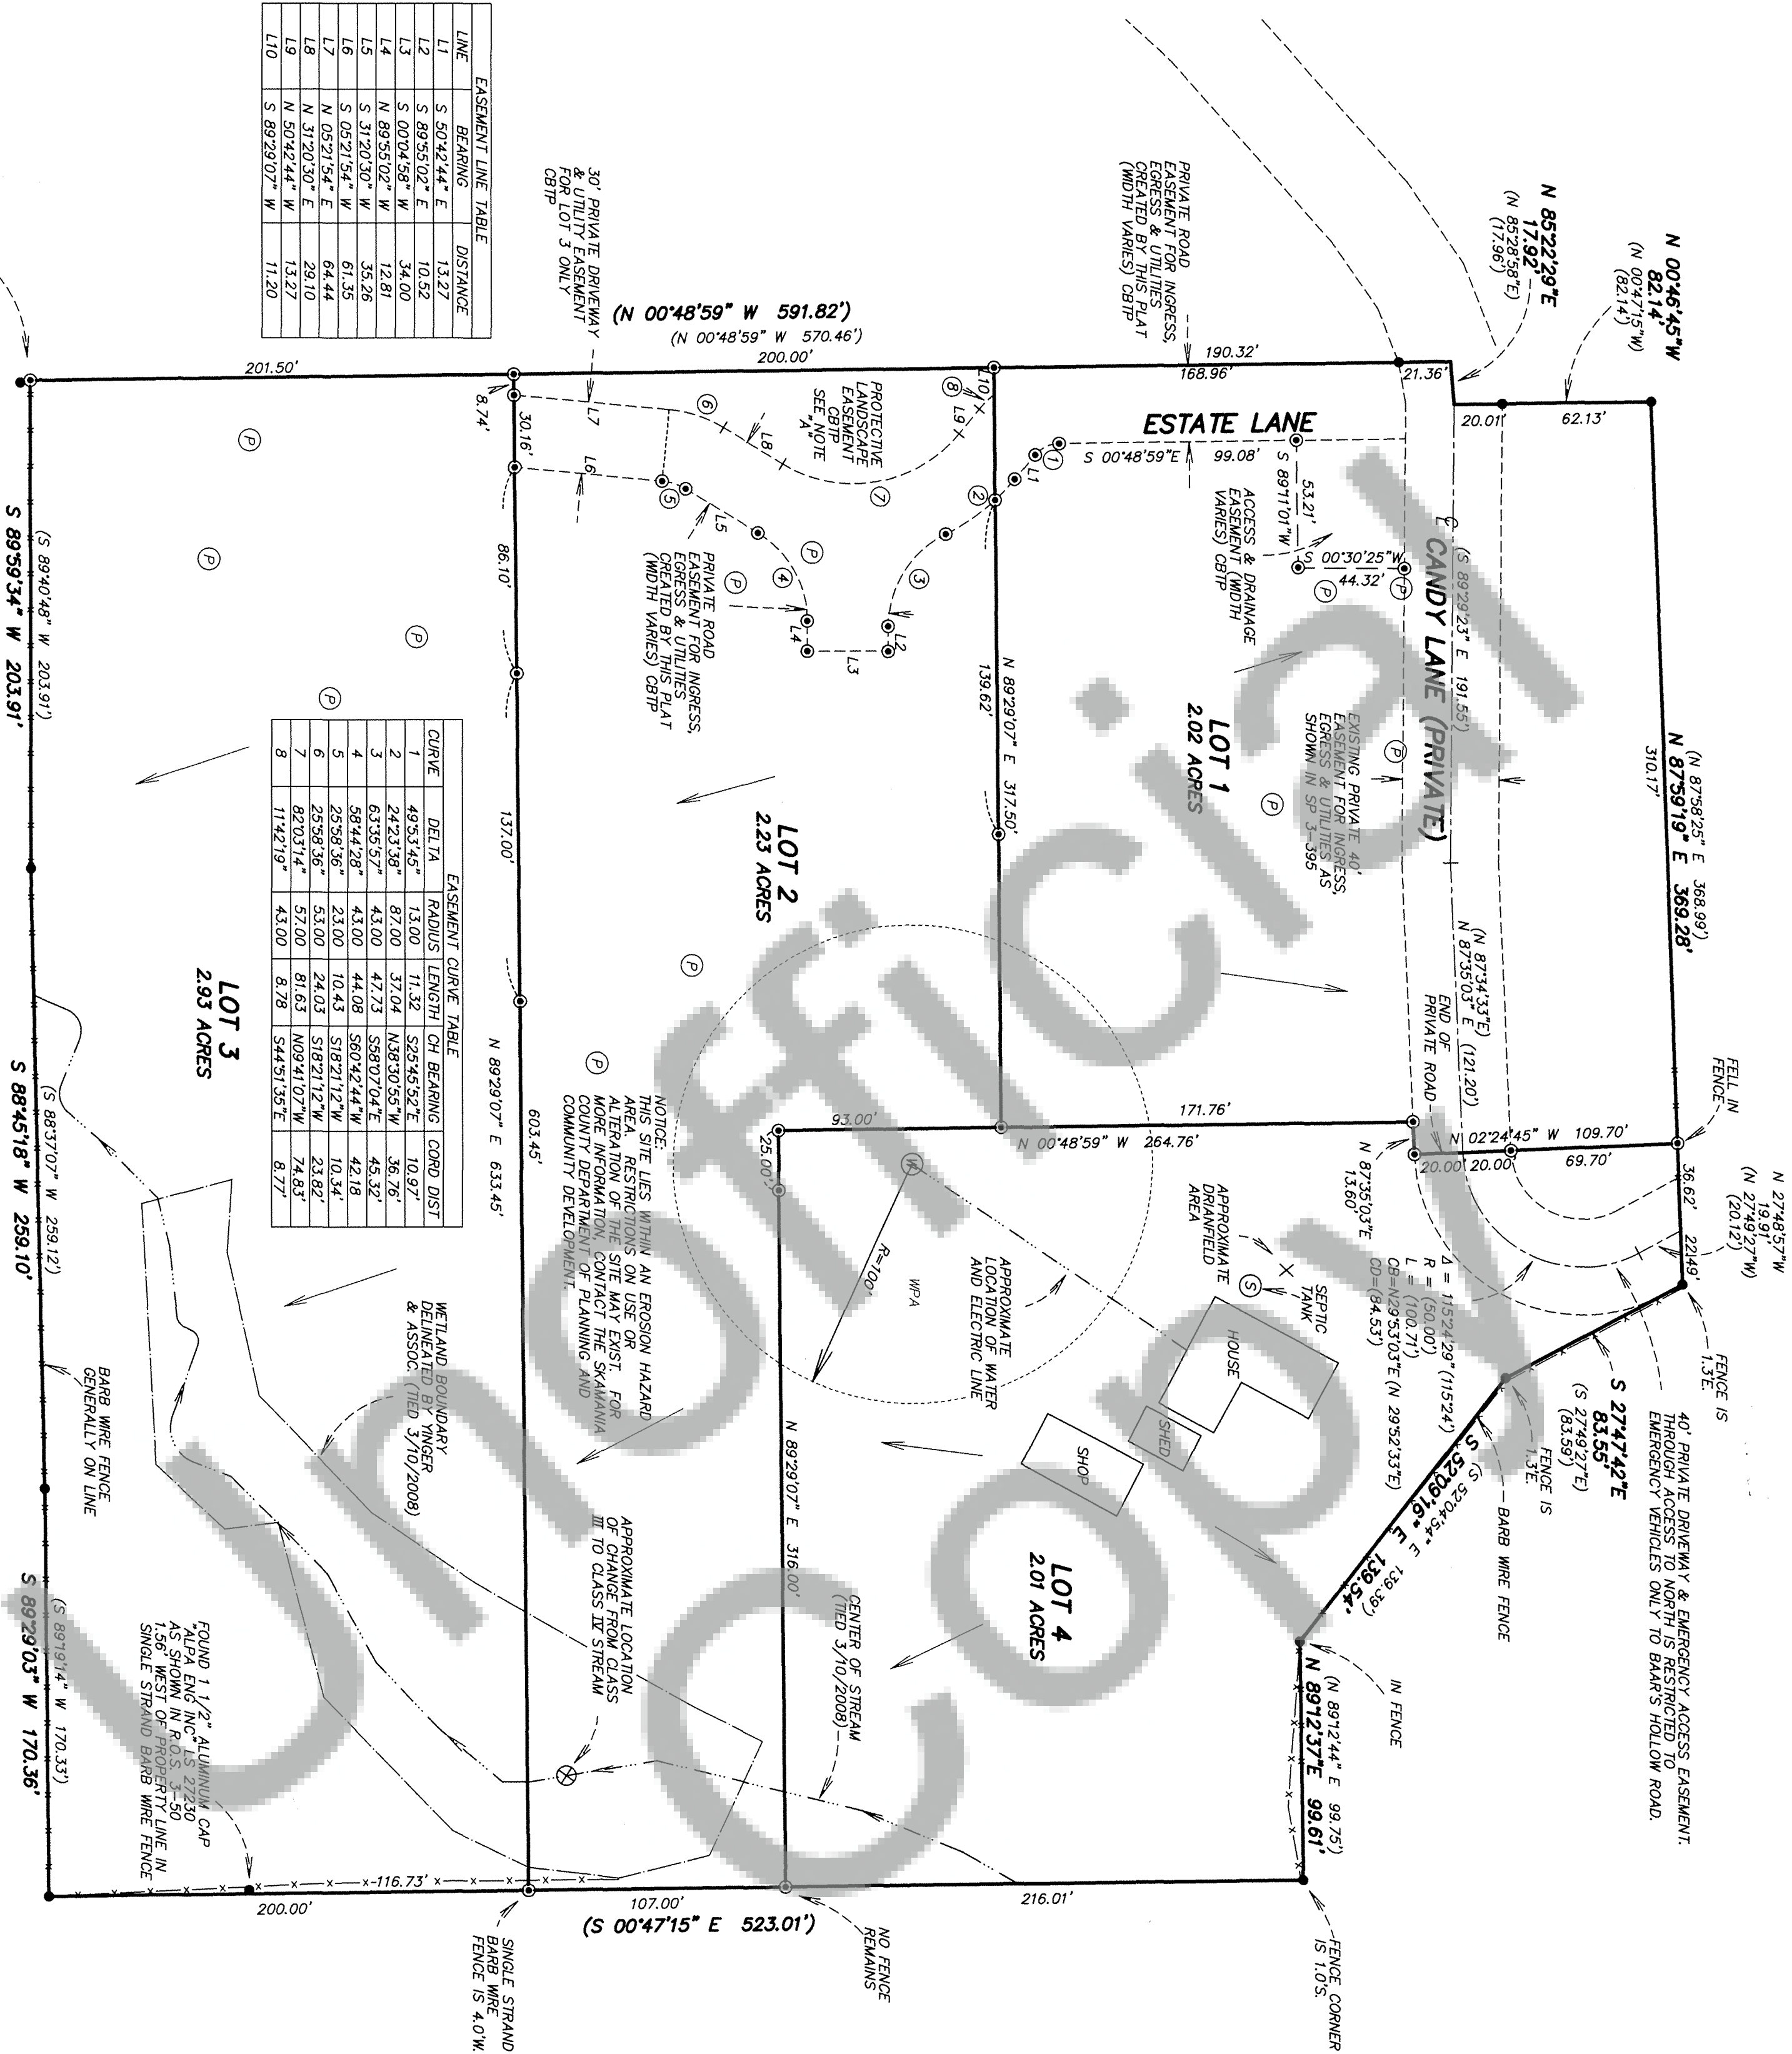 N 00°46'45"W
82.14'
(N 00°47'15"W)
(82.14')
N 85°22'29"E
17.92'
(N 85°28'58"E)
(17.96')
62.13'
20.01'
21.36'
(N 87°58'25" E 368.99')
N 87°59'19" E 369.28'
310.17'
FELL IN
FENCE
36.62'
22.49'
N 27°48'57"W
19.91'
(N 27°49'27"W)
(20.12')
FENCE IS
1.3'E.
S 27°47'42"E
83.55'
(S 27°49'27"E)
(83.59')
FENCE IS
1.3'E.
40' PRIVATE DRIVEWAY & EMERGENCY ACCESS EASEMENT.
THROUGH ACCESS TO NORTH IS RESTRICTED TO
EMERGENCY VEHICLES ONLY TO BAAR'S HOLLOW ROAD.
BARB WIRE FENCE
(S 52°04'54" E 139.39')
S 52°09'16" E 139.54'
IN FENCE
(N 89°12'44" E 99.75')
N 89°12'37"E 99.61'
FENCE CORNER
IS 1.0'S.
N 02°24'45" W 109.70'
69.70'
20.00'
20.00'
N 87°35'03"E
13.60'
(N 87°34'33"E)
N 87°35'03" E (121.20')
END OF
PRIVATE ROAD
(S 89°29'23" E 191.55')
℄ CANDY LANE (PRIVATE)
EXISTING PRIVATE 40'
EASEMENT FOR INGRESS,
EGRESS & UTILITIES AS
SHOWN IN SP 3-395
Δ = 115°24'29" (115°24')
R = (50.00')
L = (100.71')
CB=N29°53'03"E (N 29°52'33"E)
CD=(84.53')
PRIVATE ROAD
EASEMENT FOR INGRESS,
EGRESS & UTILITIES
CREATED BY THIS PLAT
(WIDTH VARIES) CBTP
190.32'
168.96'
ESTATE LANE
S 00°48'59"E 99.08'
S 89°11'01"W
53.21'
S 00°30'25"W
44.32'
ACCESS & DRAINAGE
EASEMENT (WIDTH
VARIES) CBTP
LOT 1
2.02 ACRES
P
P
P
P
171.76'
N 00°48'59" W 264.76'
93.00'
25.00'
APPROXIMATE
DRIANFIELD
AREA
SEPTIC
TANK
S
HOUSE
SHED
SHOP
LOT 4
2.01 ACRES
216.01'
N 89°29'07" E 317.50'
139.62'
L10
8
L9
1
L1
2
3
L2
L3
L4
4
L5
5
6
7
L8
L7
L6
P
P
P
PROTECTIVE
LANDSCAPE
EASEMENT
CBTP
SEE NOTE
"A"
PRIVATE ROAD
EASEMENT FOR INGRESS,
EGRESS & UTILITIES
CREATED BY THIS PLAT
(WIDTH VARIES) CBTP
(N 00°48'59" W 591.82')
(N 00°48'59" W 570.46')
200.00'
30' PRIVATE DRIVEWAY
& UTILITY EASEMENT
FOR LOT 3 ONLY
CBTP
LOT 2
2.23 ACRES
W
R=100'
WPA
APPROXIMATE
LOCATION OF WATER
AND ELECTRIC LINE
N 89°29'07" E 316.00'
CENTER OF STREAM
(TIED 3/10/2008)
NO FENCE
REMAINS
107.00'
(S 00°47'15" E 523.01')
NOTICE:
THIS SITE LIES WITHIN AN EROSION HAZARD
AREA. RESTRICTIONS ON USE OR
ALTERATION OF THE SITE MAY EXIST. FOR
MORE INFORMATION, CONTACT THE SKAMANIA
COUNTY DEPARTMENT OF PLANNING AND
COMMUNITY DEVELOPMENT.
P
APPROXIMATE LOCATION
OF CHANGE FROM CLASS
III TO CLASS IV STREAM
8.74'
30.16'
86.10'
137.00'
603.45'
N 89°29'07" E 633.45'
SINGLE STRAND
BARB WIRE
FENCE IS 4.0'W.
EASEMENT LINE TABLE
LINE BEARING DISTANCE
L1 S 50°42'44" E 13.27
L2 S 89°55'02" E 10.52
L3 S 00°04'58" W 34.00
L4 N 89°55'02" W 12.81
L5 S 31°20'30" W 35.26
L6 S 05°21'54" W 61.35
L7 N 05°21'54" E 64.44
L8 N 31°20'30" E 29.10
L9 N 50°42'44" W 13.27
L10 S 89°29'07" W 11.20
EASEMENT CURVE TABLE
CURVE DELTA RADIUS LENGTH CH BEARING CORD DIST
1 49°53'45" 13.00 11.32 S25°45'52"E 10.97'
2 24°23'38" 87.00 37.04 N38°30'55"W 36.76'
3 63°35'57" 43.00 47.73 S58°07'04"E 45.32'
4 58°44'28" 43.00 44.08 S60°42'44"W 42.18
5 25°58'36" 23.00 10.43 S18°21'12"W 10.34'
6 25°58'36" 53.00 24.03 S18°21'12"W 23.82'
7 82°03'14" 57.00 81.63 N09°41'07"W 74.83'
8 11°42'19" 43.00 8.78 S44°51'35"E 8.77'
WETLAND BOUNDARY
DELINEATED BY YINGER
& ASSOC. (TIED 3/10/2008)
P
P
P
P
LOT 3
2.93 ACRES
201.50'
FOUND 1 1/2" ALUMINUM CAP
"ALPA ENG INC" LS 27230
AS SHOWN IN R.O.S. 3-50
1.56' WEST OF PROPERTY LINE IN
SINGLE STRAND BARB WIRE FENCE
116.73'
200.00'
BARB WIRE FENCE
GENERALLY ON LINE
(S 89°40'48" W 203.91')
S 89°59'34" W 203.91'
(S 88°37'07" W 259.12')
S 88°45'18" W 259.10'
(S 89°19'14" W 170.33')
S 89°29'03" W 170.36'
Unofficial
Copy